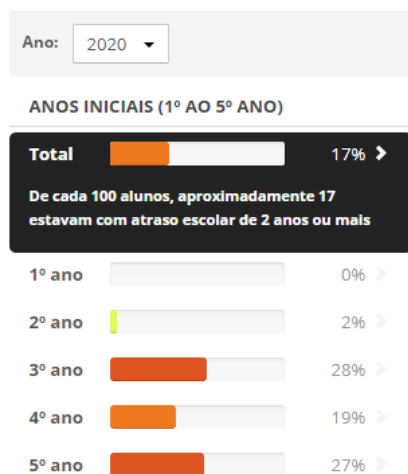 Ano: 2020
ANOS INICIAIS (1º AO 5º ANO)
Total 17%
De cada 100 alunos, aproximadamente 17
estavam com atraso escolar de 2 anos ou mais
1º ano 0%
2º ano 2%
3º ano 28%
4º ano 19%
5º ano 27%